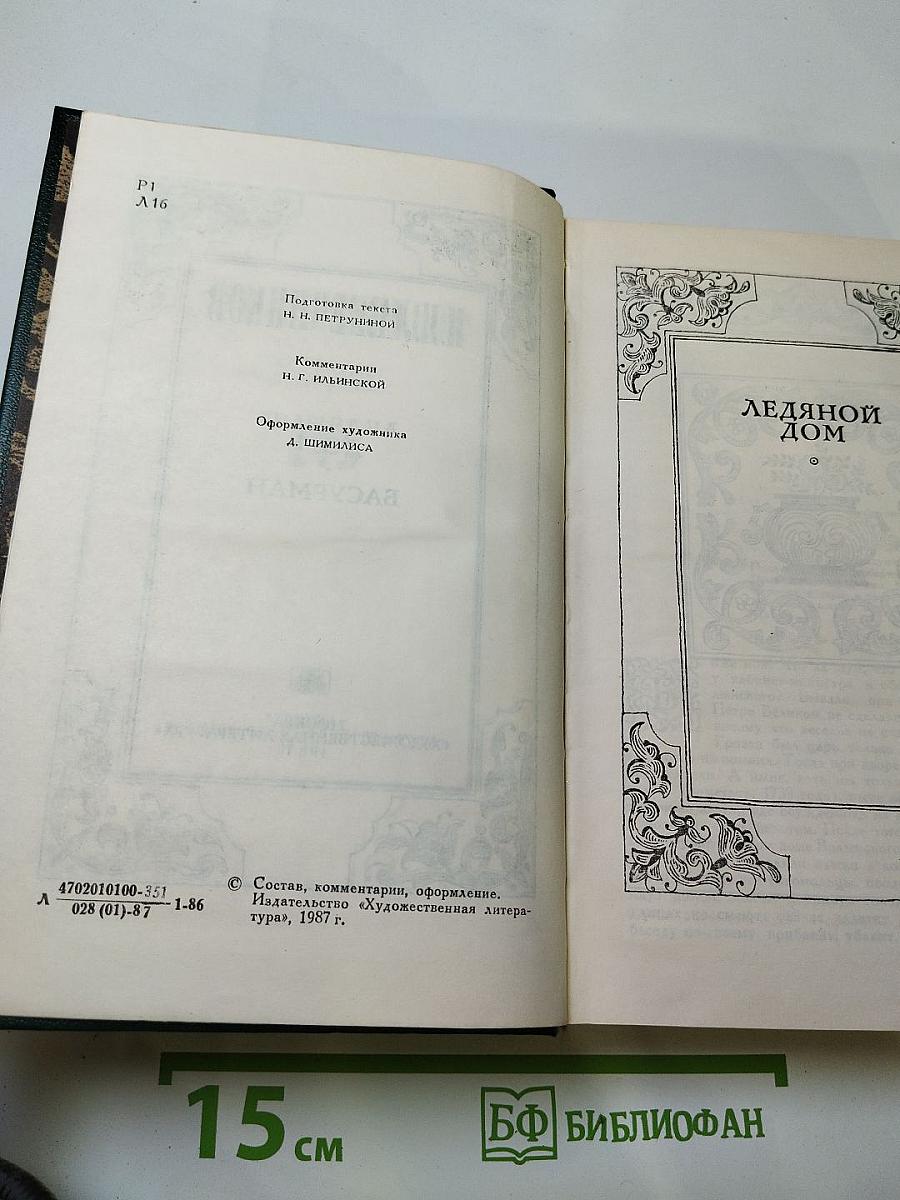 Р1
Л16
Подготовка текста
Н. Н. ПЕТРУНИНОЙ
Комментарии
Н. Г. ИЛЬИНСКОЙ
Оформление художника
Д. ШИМИЛИСА
Л 4702010100-351
028 (01)-87
1-86
© Состав, комментарии, оформление.
Издательство «Художественная литера-
тура», 1987 г.
ЛЕДЯНОЙ
ДОМ
15 см
БФ БИБЛИОФАН